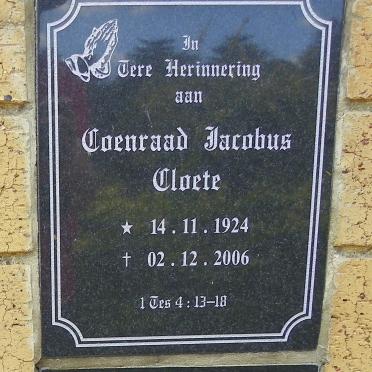 In
Tere Herinnering
aan
Coenraad Jacobus
Cloete
★ 14 . 11 . 1924
† 02 . 12 . 2006
1 Tes 4 : 13–18